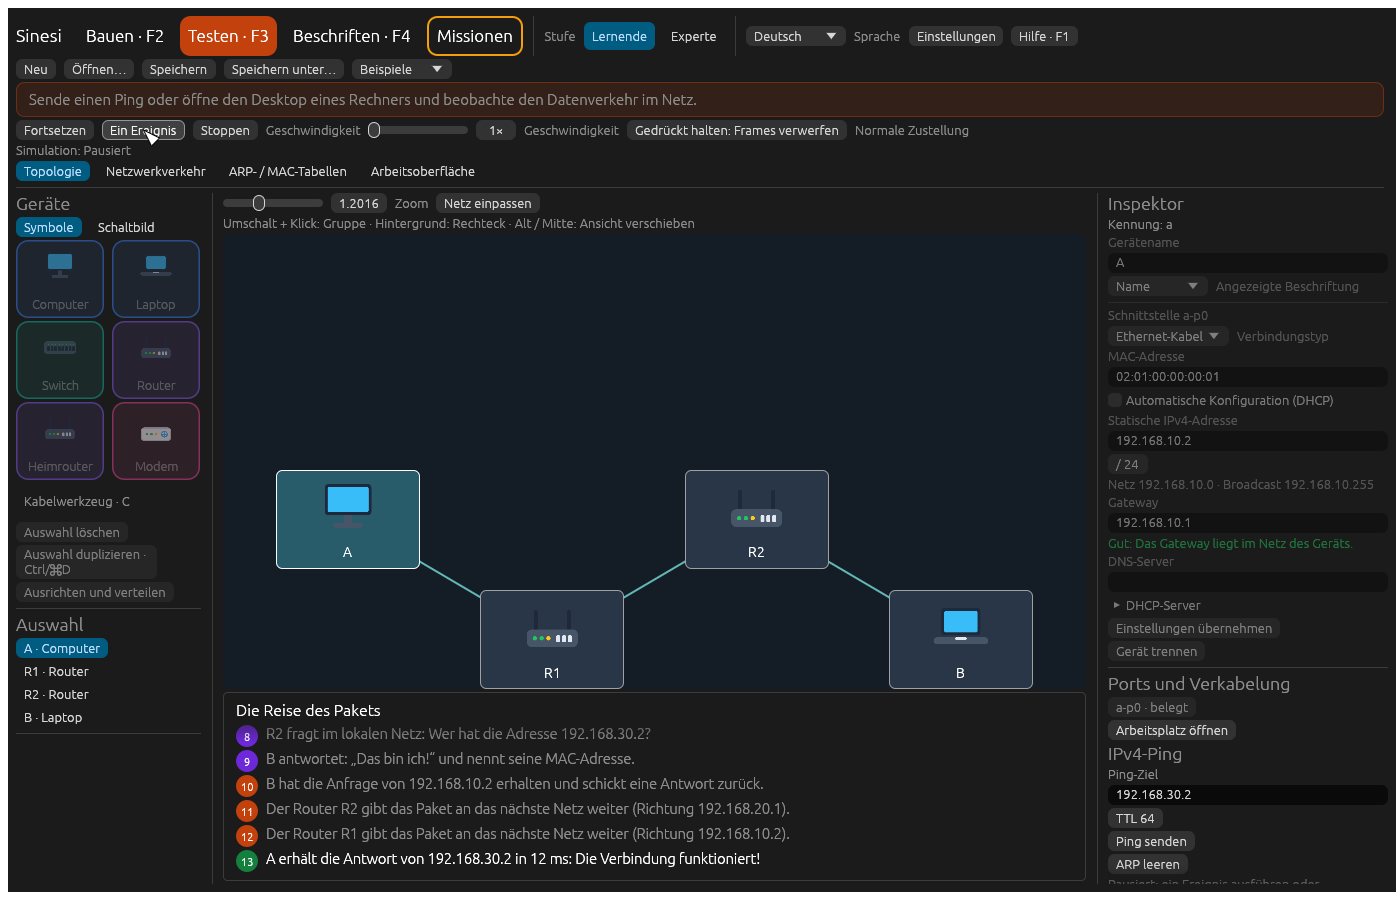 Sinesi Bauen · F2 Testen · F3 Beschriften · F4 Missionen Stufe Lernende Experte Deutsch Sprache Einstellungen Hilfe · F1
Neu Öffnen… Speichern Speichern unter… Beispiele
Sende einen Ping oder öffne den Desktop eines Rechners und beobachte den Datenverkehr im Netz.
Fortsetzen Ein Ereignis Stoppen Geschwindigkeit 1× Geschwindigkeit Gedrückt halten: Frames verwerfen Normale Zustellung
Simulation: Pausiert
Topologie Netzwerkverkehr ARP- / MAC-Tabellen Arbeitsoberfläche
Geräte
Symbole Schaltbild
Computer Laptop
Switch Router
Heimrouter Modem
Kabelwerkzeug · C
Auswahl löschen
Auswahl duplizieren ·
Ctrl/⌘D
Ausrichten und verteilen
Auswahl
A · Computer
R1 · Router
R2 · Router
B · Laptop
1.2016 Zoom Netz einpassen
Umschalt + Klick: Gruppe · Hintergrund: Rechteck · Alt / Mitte: Ansicht verschieben
A
R2
R1
B
Die Reise des Pakets
8 R2 fragt im lokalen Netz: Wer hat die Adresse 192.168.30.2?
9 B antwortet: „Das bin ich!“ und nennt seine MAC-Adresse.
10 B hat die Anfrage von 192.168.10.2 erhalten und schickt eine Antwort zurück.
11 Der Router R2 gibt das Paket an das nächste Netz weiter (Richtung 192.168.20.1).
12 Der Router R1 gibt das Paket an das nächste Netz weiter (Richtung 192.168.10.2).
13 A erhält die Antwort von 192.168.30.2 in 12 ms: Die Verbindung funktioniert!
Inspektor
Kennung: a
Gerätename
A
Name Angezeigte Beschriftung
Schnittstelle a-p0
Ethernet-Kabel Verbindungstyp
MAC-Adresse
02:01:00:00:00:01
Automatische Konfiguration (DHCP)
Statische IPv4-Adresse
192.168.10.2
/ 24
Netz 192.168.10.0 · Broadcast 192.168.10.255
Gateway
192.168.10.1
Gut: Das Gateway liegt im Netz des Geräts.
DNS-Server
DHCP-Server
Einstellungen übernehmen
Gerät trennen
Ports und Verkabelung
a-p0 · belegt
Arbeitsplatz öffnen
IPv4-Ping
Ping-Ziel
192.168.30.2
TTL 64
Ping senden
ARP leeren
Pausiert: ein Ereignis ausführen oder